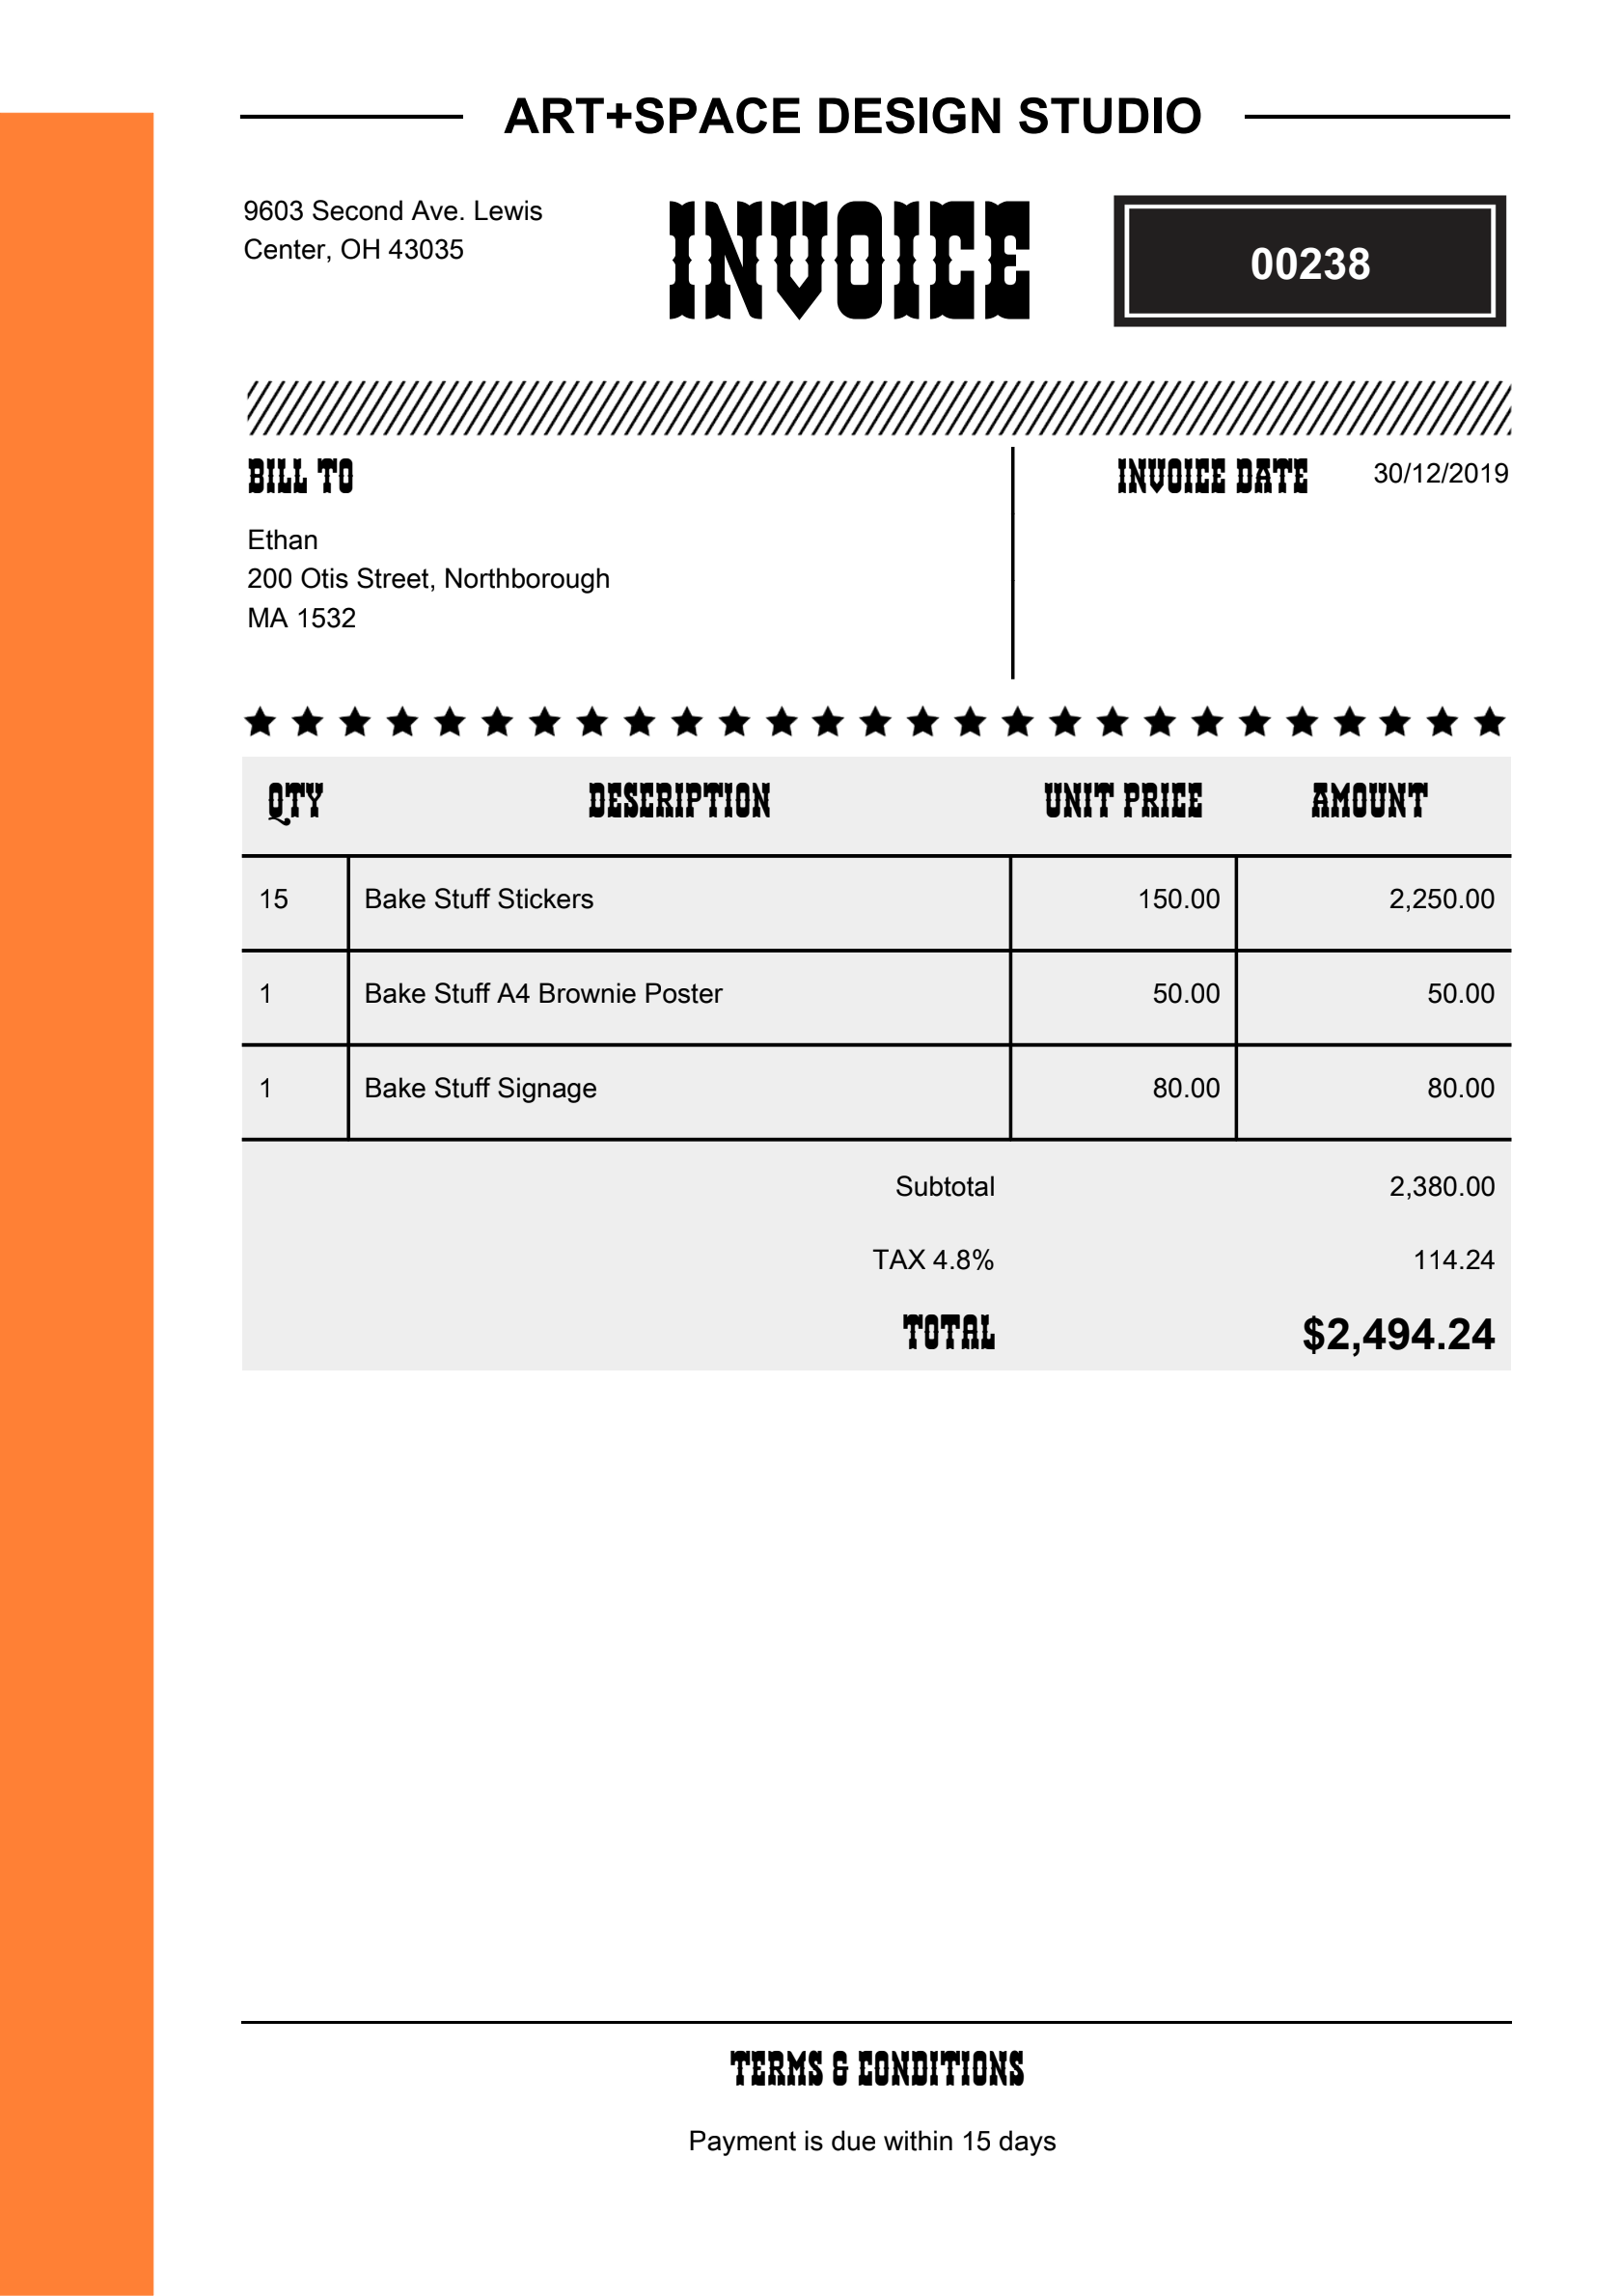 ART+SPACE DESIGN STUDIO
9603 Second Ave. Lewis
Center, OH 43035
INVOICE
00238
BILL TO
Ethan
200 Otis Street, Northborough
MA 1532
INVOICE DATE 30/12/2019
QTY DESCRIPTION UNIT PRICE AMOUNT
15 Bake Stuff Stickers 150.00 2,250.00
1 Bake Stuff A4 Brownie Poster 50.00 50.00
1 Bake Stuff Signage 80.00 80.00
Subtotal 2,380.00
TAX 4.8% 114.24
TOTAL $2,494.24
TERMS & CONDITIONS
Payment is due within 15 days